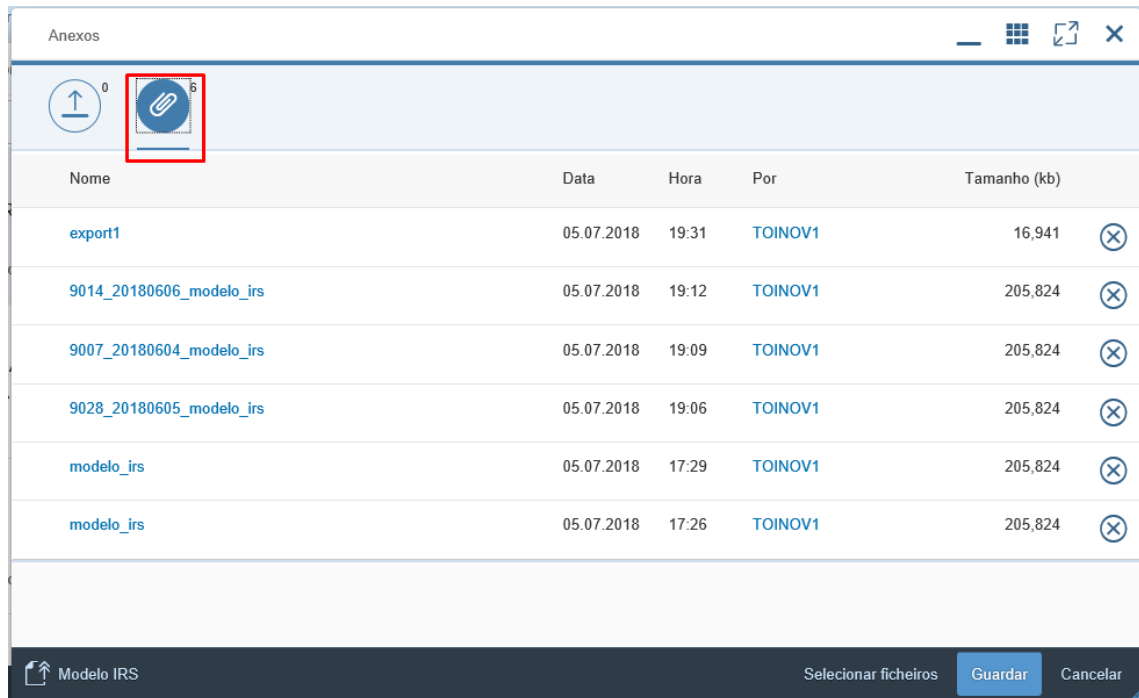 Anexos
0 6
Nome Data Hora Por Tamanho (kb)
export1 05.07.2018 19:31 TOINOV1 16,941
9014_20180606_modelo_irs 05.07.2018 19:12 TOINOV1 205,824
9007_20180604_modelo_irs 05.07.2018 19:09 TOINOV1 205,824
9028_20180605_modelo_irs 05.07.2018 19:06 TOINOV1 205,824
modelo_irs 05.07.2018 17:29 TOINOV1 205,824
modelo_irs 05.07.2018 17:26 TOINOV1 205,824
Modelo IRS Selecionar ficheiros Guardar Cancelar